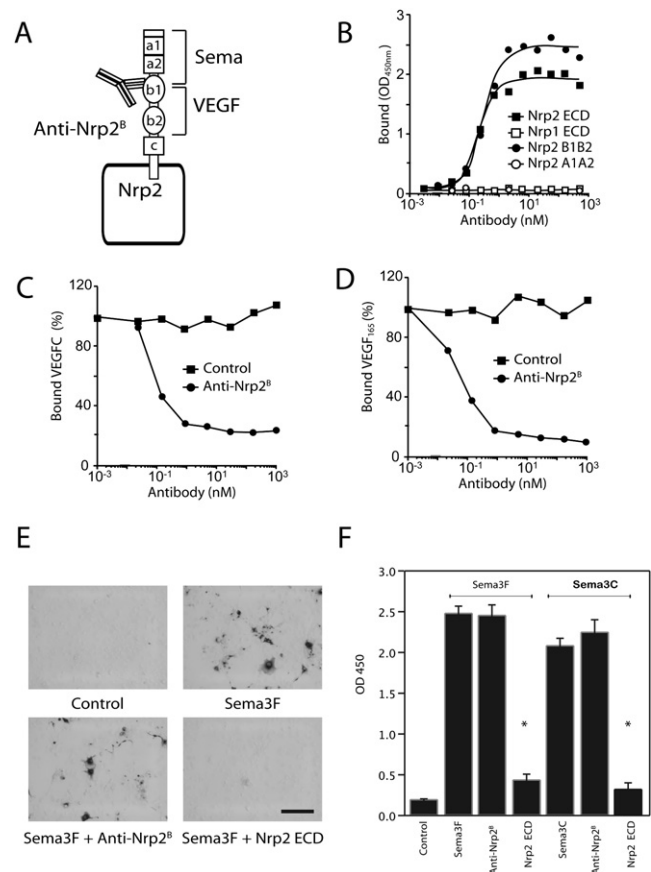 A
a1
a2
Sema
b1
VEGF
b2
Anti-Nrp2ᴮ
c
Nrp2
B
Bound (OD450nm)
3
2
1
0
Nrp2 ECD
Nrp1 ECD
Nrp2 B1B2
Nrp2 A1A2
10⁻¹ 10¹ 10³
Antibody (nM)
C
Bound VEGFC (%)
120
80
40
0
Control
Anti-Nrp2ᴮ
10⁻³ 10⁻¹ 10¹ 10³
Antibody (nM)
D
Bound VEGF₁₆₅ (%)
120
80
40
0
Control
Anti-Nrp2ᴮ
10⁻³ 10⁻¹ 10¹ 10³
Antibody (nM)
E
Control
Sema3F
Sema3F + Anti-Nrp2ᴮ
Sema3F + Nrp2 ECD
F
OD 450
3.0
2.5
2.0
1.5
1.0
0.5
0.0
Sema3F
Sema3C
*
*
Control
Sema3F
Anti-Nrp2ᴮ
Nrp2 ECD
Sema3C
Anti-Nrp2ᴮ
Nrp2 ECD